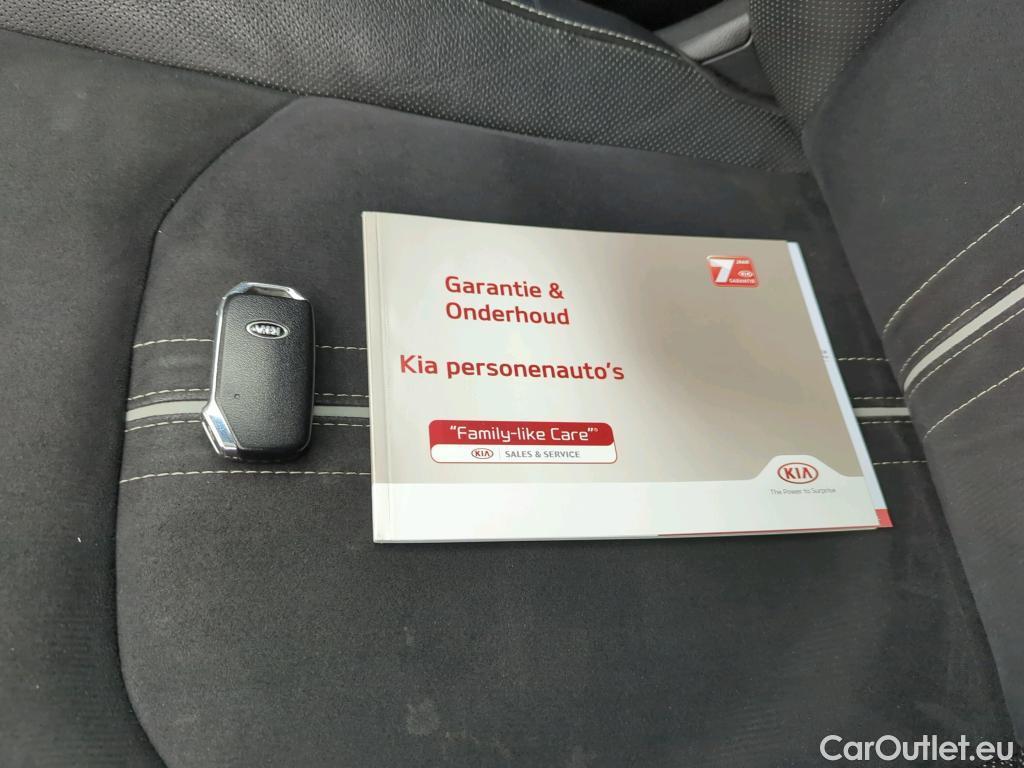 7 JAAR
KIA
GARANTIE
Garantie &
Onderhoud
Kia personenauto's
KIA
"Family-like Care"®
KIA SALES & SERVICE
KIA
The Power to Surprise
CarOutlet.eu